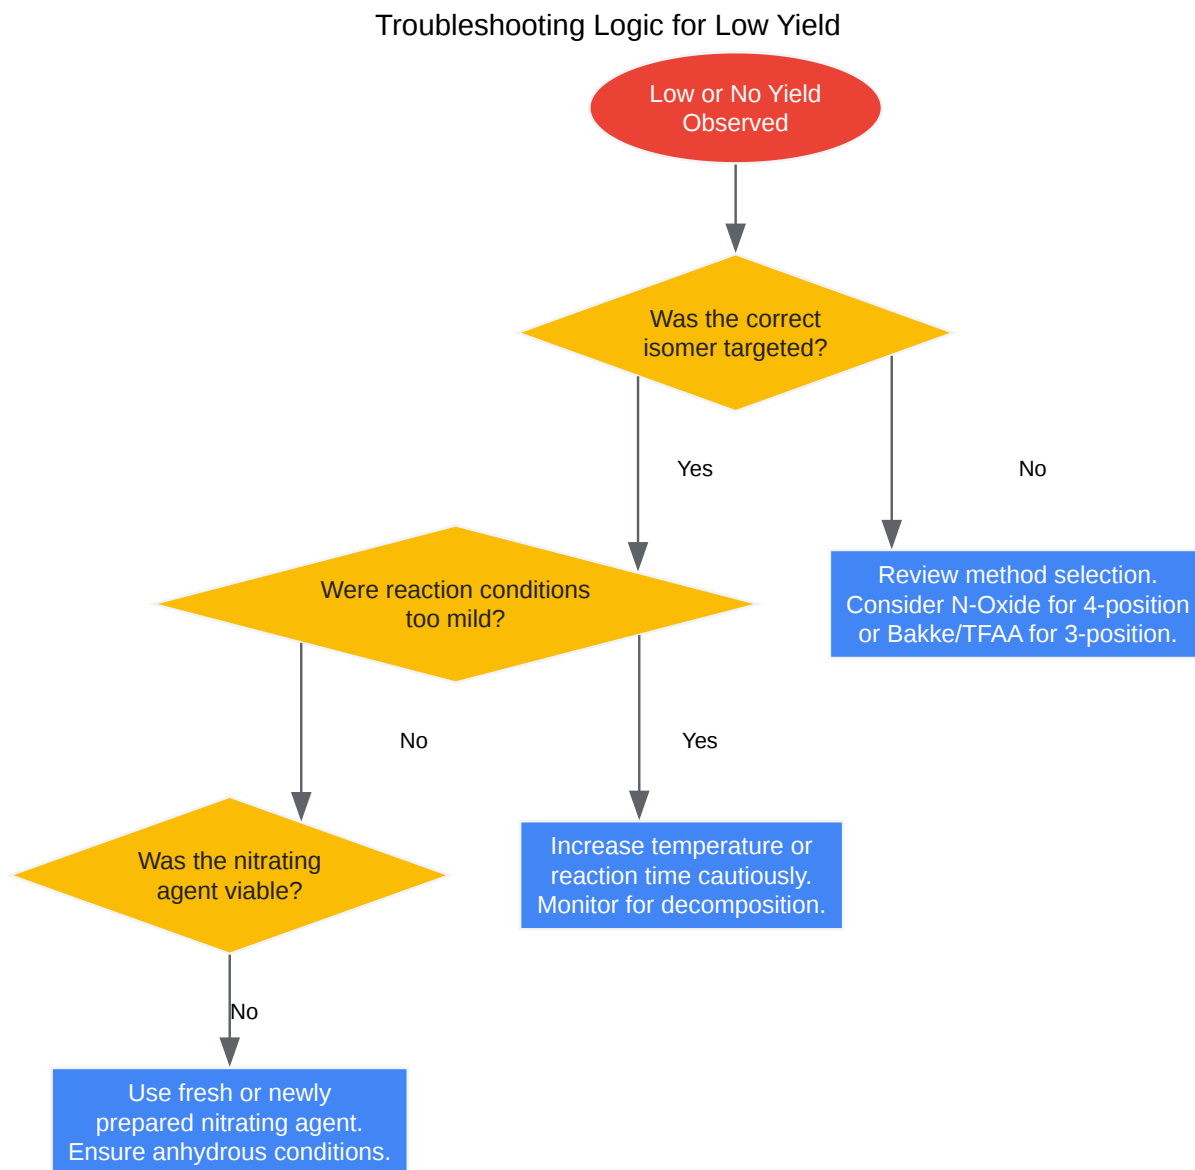 Troubleshooting Logic for Low Yield
Low or No Yield
Observed
Was the correct
isomer targeted?
Yes
No
Were reaction conditions
too mild?
Review method selection.
Consider N-Oxide for 4-position
or Bakke/TFAA for 3-position.
No
Yes
Was the nitrating
agent viable?
Increase temperature or
reaction time cautiously.
Monitor for decomposition.
No
Use fresh or newly
prepared nitrating agent.
Ensure anhydrous conditions.